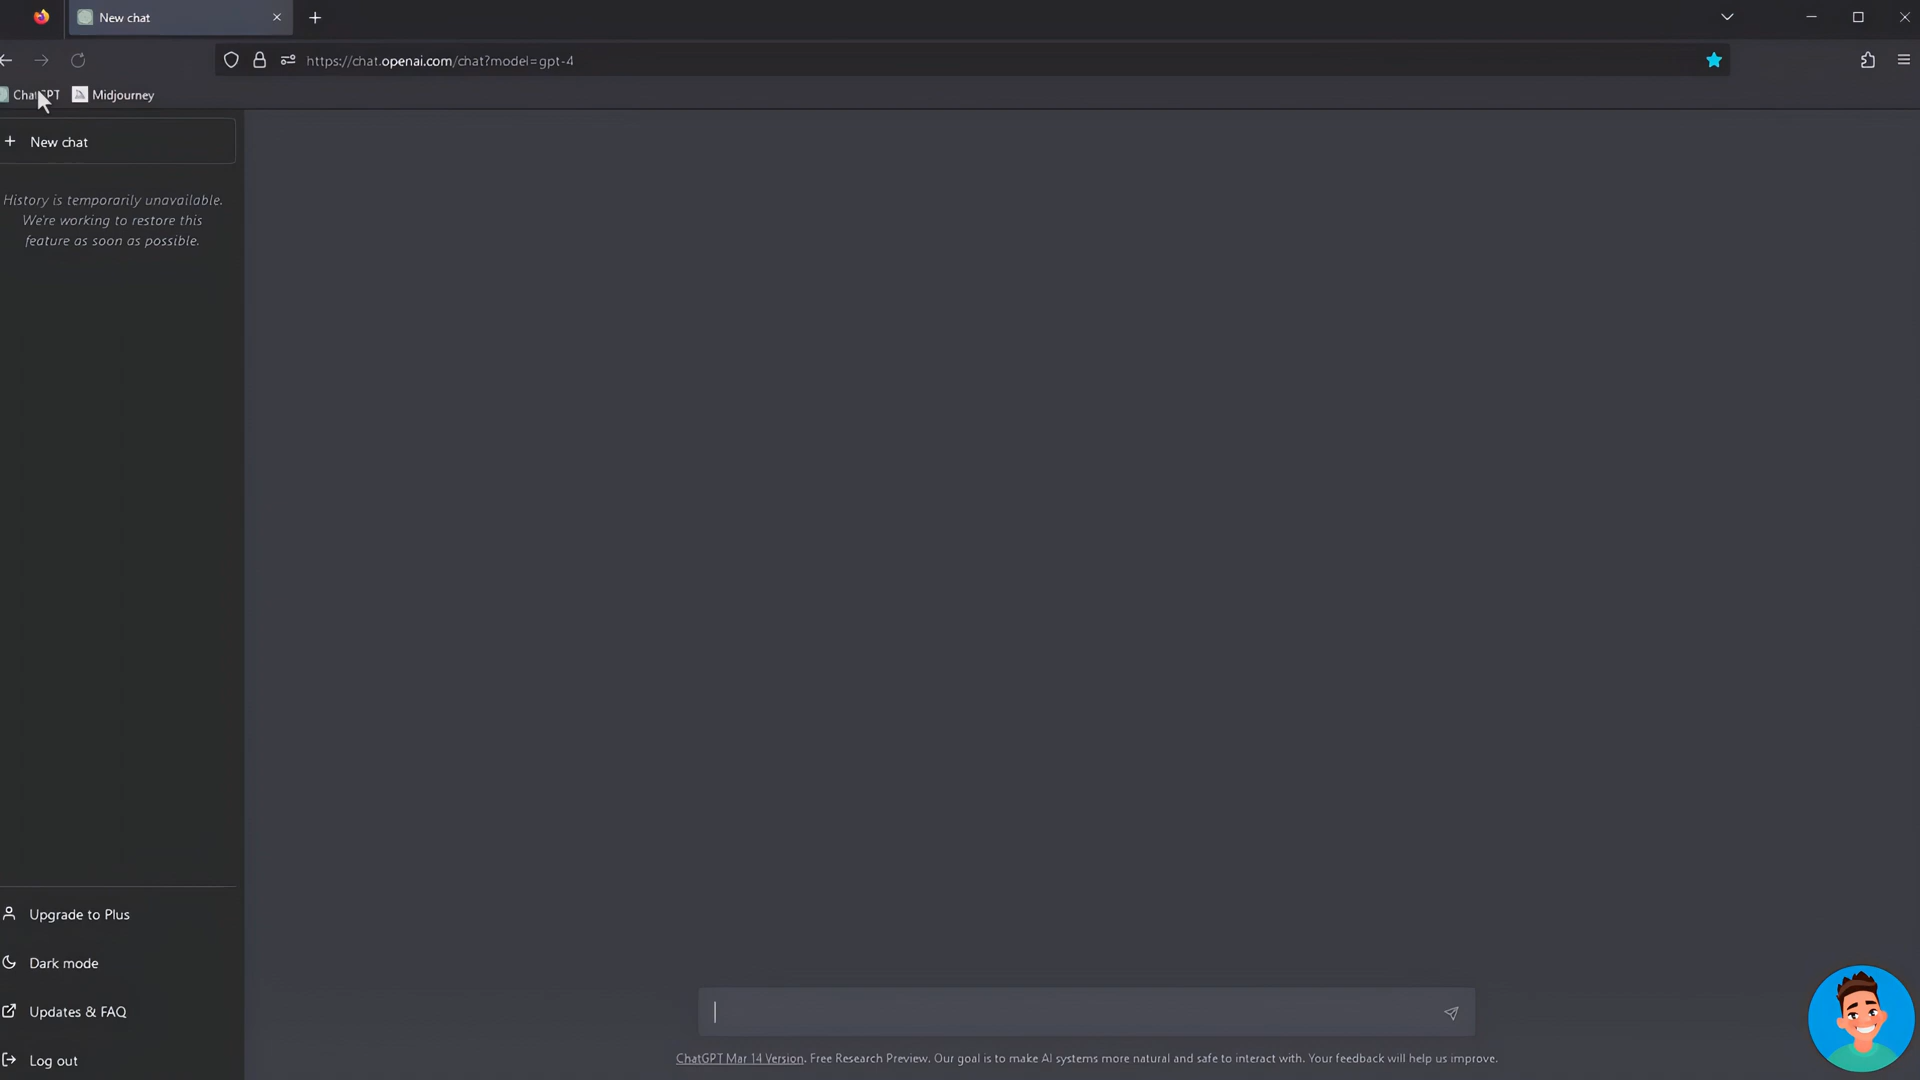 New chat
https://chat.openai.com/chat?model=gpt-4
ChatGPT Midjourney
New chat
History is temporarily unavailable.
We're working to restore this
feature as soon as possible.
Upgrade to Plus
Dark mode
Updates & FAQ
Log out
ChatGPT Mar 14 Version. Free Research Preview. Our goal is to make AI systems more natural and safe to interact with. Your feedback will help us improve.